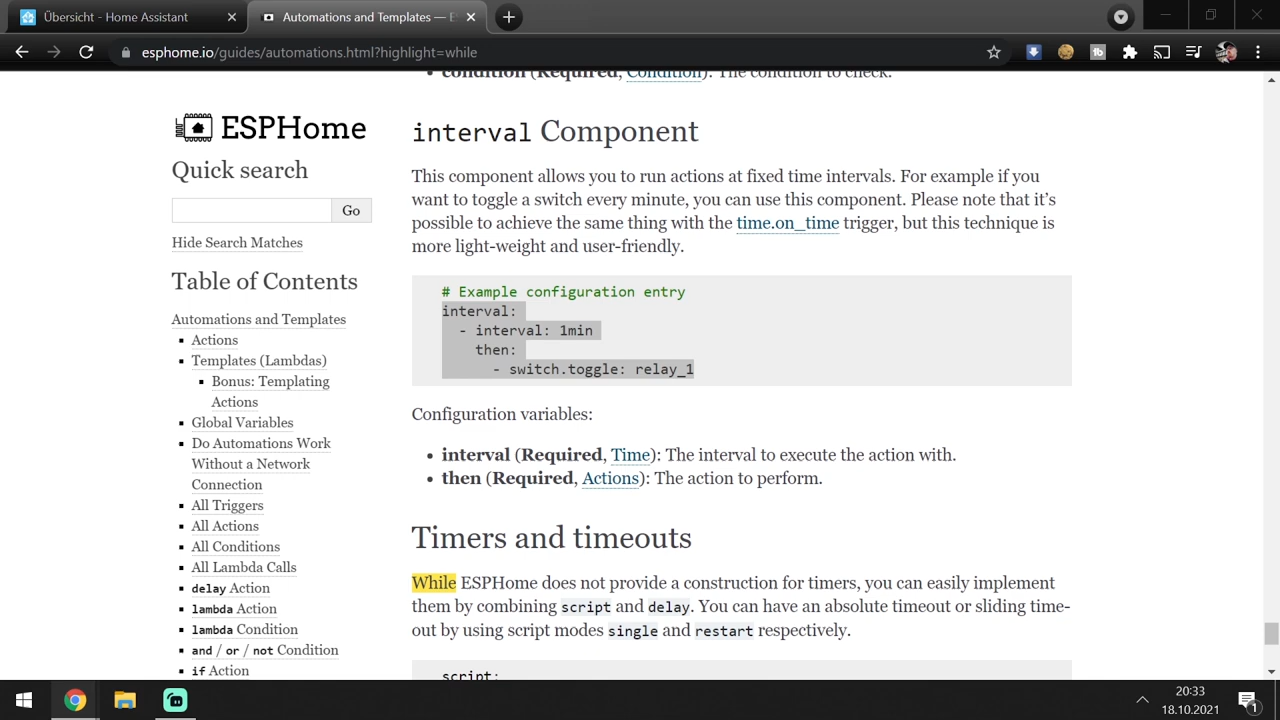 Übersicht - Home Assistant
Automations and Templates — E
esphome.io/guides/automations.html?highlight=while
condition (Required, Condition): The condition to check.
ESPHome
Quick search
Go
Hide Search Matches
Table of Contents
Automations and Templates
Actions
Templates (Lambdas)
Bonus: Templating
Actions
Global Variables
Do Automations Work
Without a Network
Connection
All Triggers
All Actions
All Conditions
All Lambda Calls
delay Action
lambda Action
lambda Condition
and / or / not Condition
if Action
interval Component
This component allows you to run actions at fixed time intervals. For example if you
want to toggle a switch every minute, you can use this component. Please note that it’s
possible to achieve the same thing with the time.on_time trigger, but this technique is
more light-weight and user-friendly.
# Example configuration entry
interval:
- interval: 1min
then:
- switch.toggle: relay_1
Configuration variables:
interval (Required, Time): The interval to execute the action with.
then (Required, Actions): The action to perform.
Timers and timeouts
While ESPHome does not provide a construction for timers, you can easily implement
them by combining script and delay. You can have an absolute timeout or sliding time-
out by using script modes single and restart respectively.
script:
20:33
18.10.2021
1